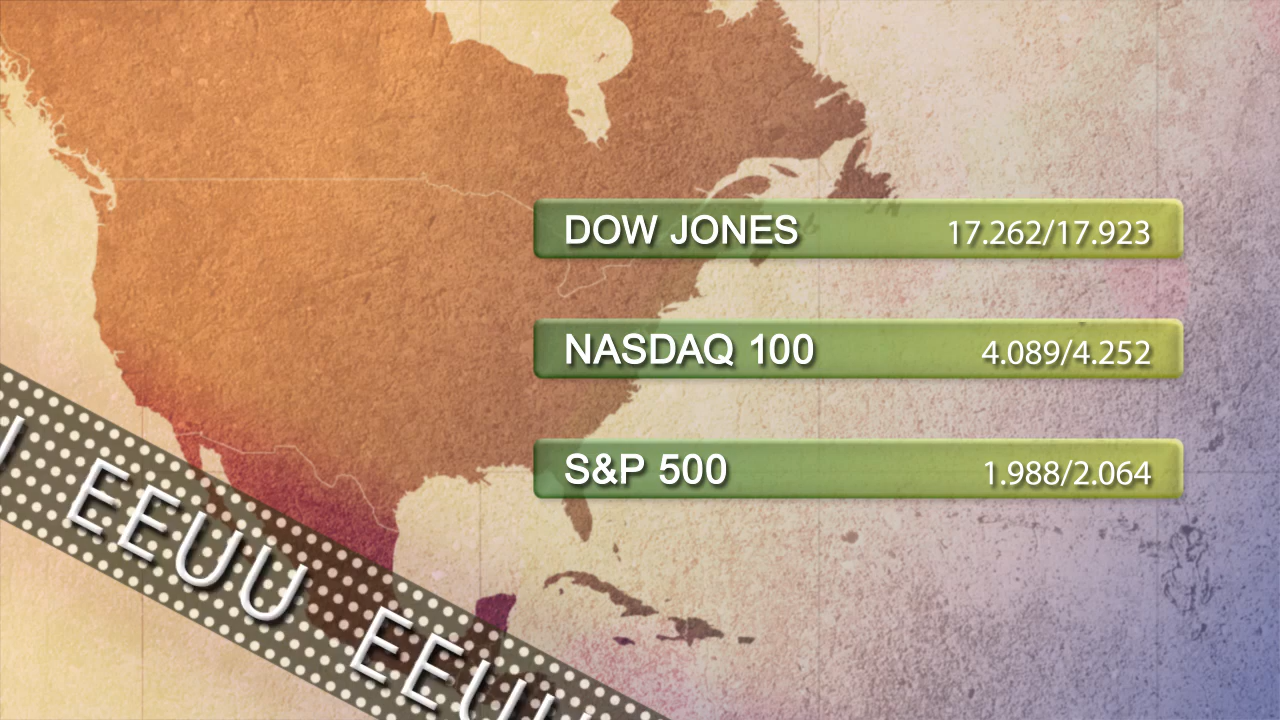 DOW JONES 17.262/17.923
NASDAQ 100 4.089/4.252
S&P 500 1.988/2.064
EEUU EEUU